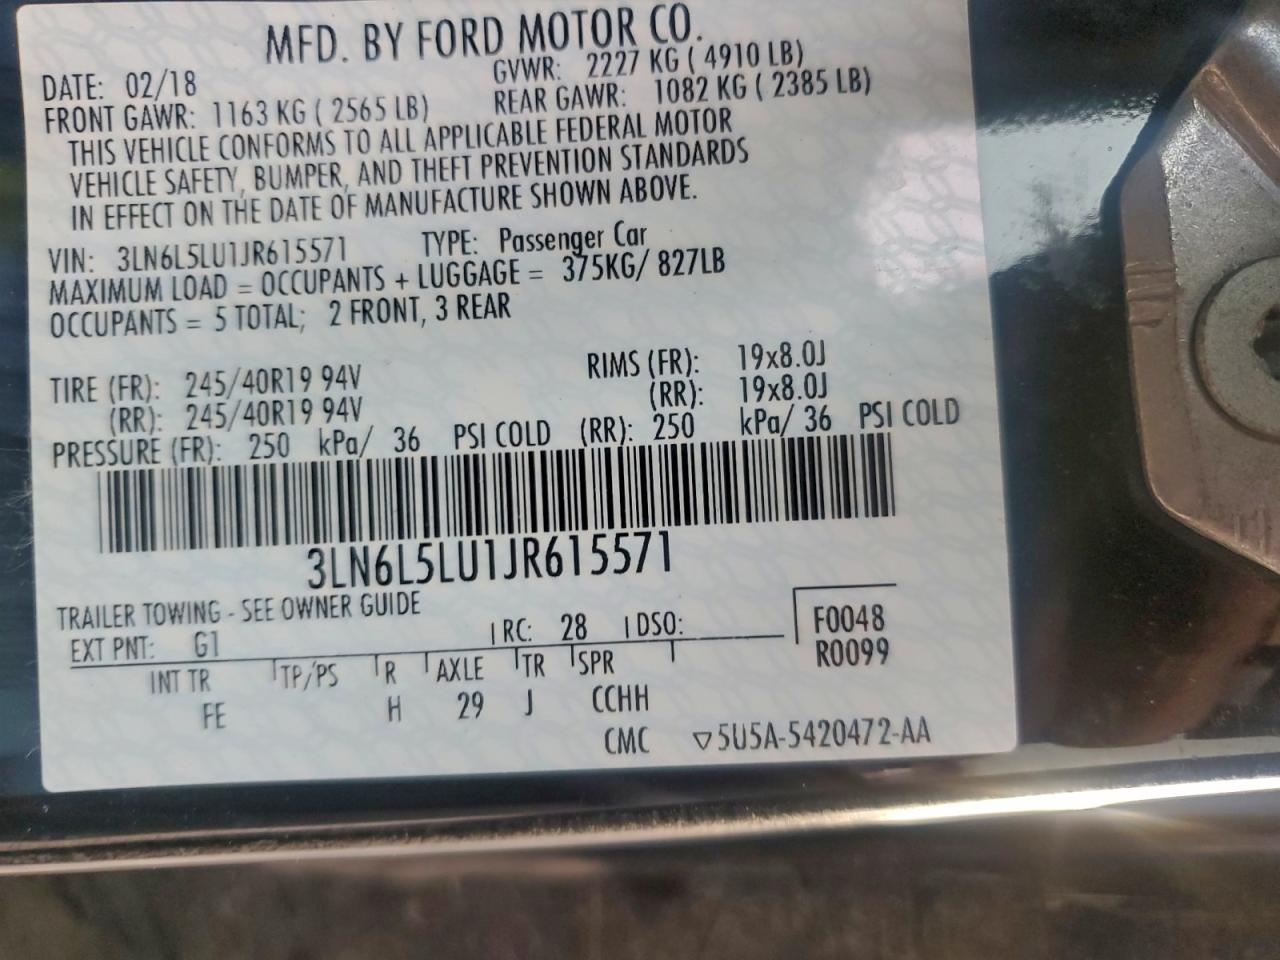 MFD. BY FORD MOTOR CO.
DATE: 02/18 GVWR: 2227 KG ( 4910 LB)
FRONT GAWR: 1163 KG ( 2565 LB) REAR GAWR: 1082 KG ( 2385 LB)
THIS VEHICLE CONFORMS TO ALL APPLICABLE FEDERAL MOTOR
VEHICLE SAFETY, BUMPER, AND THEFT PREVENTION STANDARDS
IN EFFECT ON THE DATE OF MANUFACTURE SHOWN ABOVE.
VIN: 3LN6L5LU1JR615571 TYPE: Passenger Car
MAXIMUM LOAD = OCCUPANTS + LUGGAGE = 375KG/ 827LB
OCCUPANTS = 5 TOTAL; 2 FRONT, 3 REAR
TIRE (FR): 245/40R19 94V RIMS (FR): 19x8.0J
(RR): 245/40R19 94V (RR): 19x8.0J
PRESSURE (FR): 250 kPa/ 36 PSI COLD (RR): 250 kPa/ 36 PSI COLD
3LN6L5LU1JR615571
TRAILER TOWING - SEE OWNER GUIDE
EXT PNT: G1 RC: 28 DSO: F0048
R0099
INT TR TP/PS R AXLE TR SPR
FE H 29 J CCHH
CMC ▽5U5A-5420472-AA